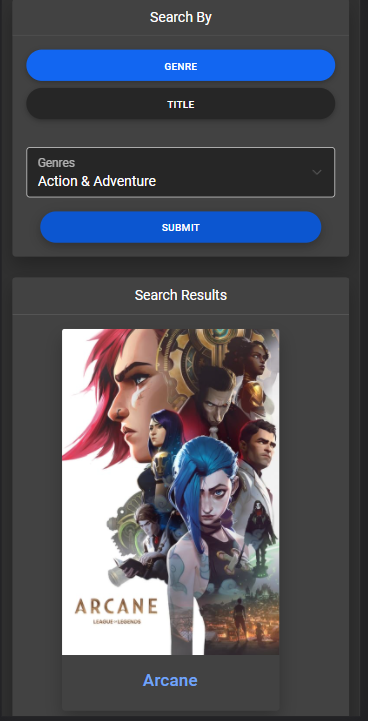 Search By
GENRE
TITLE
Genres
Action & Adventure
SUBMIT
Search Results
ARCANE
LEAGUE OF LEGENDS
Arcane